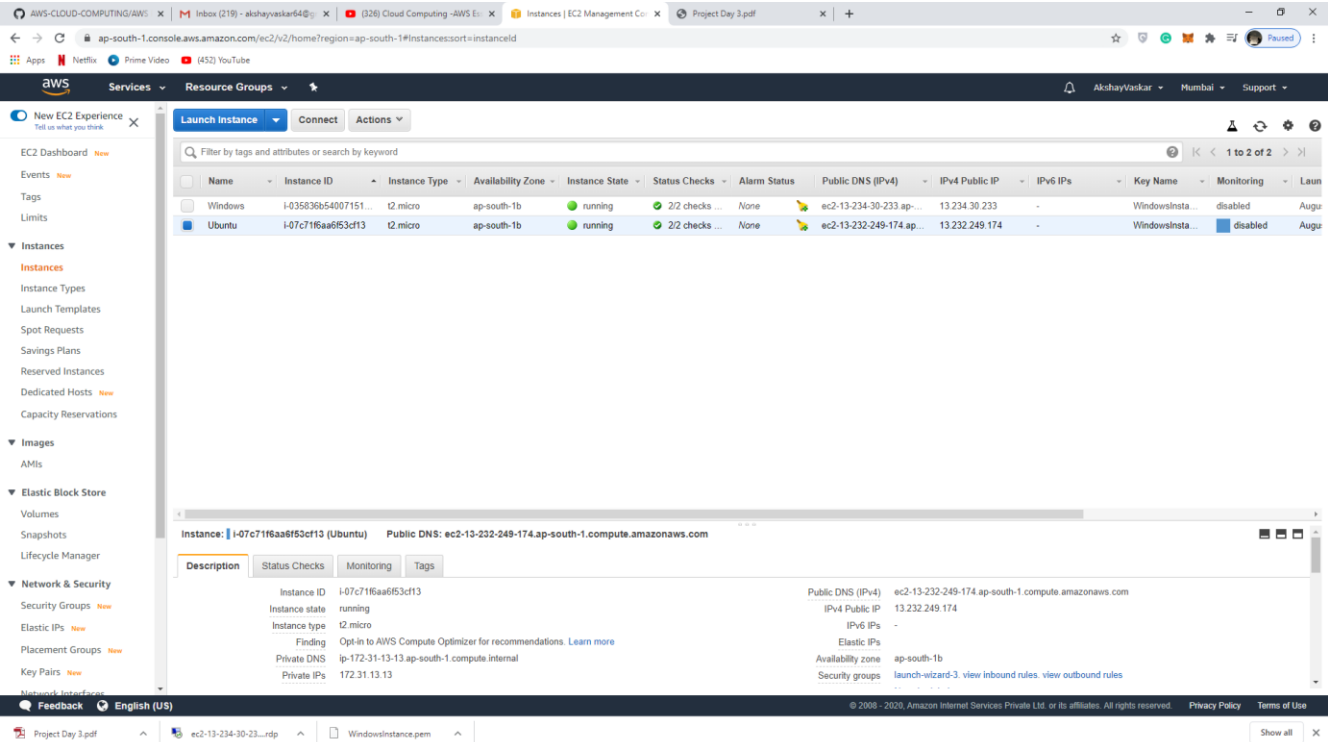 AWS-CLOUD-COMPUTING/AWS Inbox (219) - akshayvaskar64@g (326) Cloud Computing -AWS Es Instances | EC2 Management Con Project Day 3.pdf
ap-south-1.console.aws.amazon.com/ec2/v2/home?region=ap-south-1#Instances:sort=instanceId Paused
Apps Netflix Prime Video (452) YouTube
aws Services Resource Groups AkshayVaskar Mumbai Support
New EC2 Experience
Tell us what you think
EC2 Dashboard New
Events New
Tags
Limits
Instances
Instances
Instance Types
Launch Templates
Spot Requests
Savings Plans
Reserved Instances
Dedicated Hosts New
Capacity Reservations
Images
AMIs
Elastic Block Store
Volumes
Snapshots
Lifecycle Manager
Network & Security
Security Groups New
Elastic IPs New
Placement Groups New
Key Pairs New
Network Interfaces
Launch Instance Connect Actions
Filter by tags and attributes or search by keyword 1 to 2 of 2
Name Instance ID Instance Type Availability Zone Instance State Status Checks Alarm Status Public DNS (IPv4) IPv4 Public IP IPv6 IPs Key Name Monitoring Laun
Windows i-035836b54007151... t2.micro ap-south-1b running 2/2 checks ... None ec2-13-234-30-233.ap-... 13.234.30.233 - WindowsInsta... disabled Augu
Ubuntu i-07c71f6aa6f53cf13 t2.micro ap-south-1b running 2/2 checks ... None ec2-13-232-249-174.ap... 13.232.249.174 - WindowsInsta... disabled Augu
Instance: i-07c71f6aa6f53cf13 (Ubuntu) Public DNS: ec2-13-232-249-174.ap-south-1.compute.amazonaws.com
Description Status Checks Monitoring Tags
Instance ID i-07c71f6aa6f53cf13 Public DNS (IPv4) ec2-13-232-249-174.ap-south-1.compute.amazonaws.com
Instance state running IPv4 Public IP 13.232.249.174
Instance type t2.micro IPv6 IPs -
Finding Opt-in to AWS Compute Optimizer for recommendations. Learn more Elastic IPs
Private DNS ip-172-31-13-13.ap-south-1.compute.internal Availability zone ap-south-1b
Private IPs 172.31.13.13 Security groups launch-wizard-3. view inbound rules. view outbound rules
Feedback English (US) © 2008 - 2020, Amazon Internet Services Private Ltd. or its affiliates. All rights reserved. Privacy Policy Terms of Use
Project Day 3.pdf ec2-13-234-30-23....rdp WindowsInstance.pem Show all